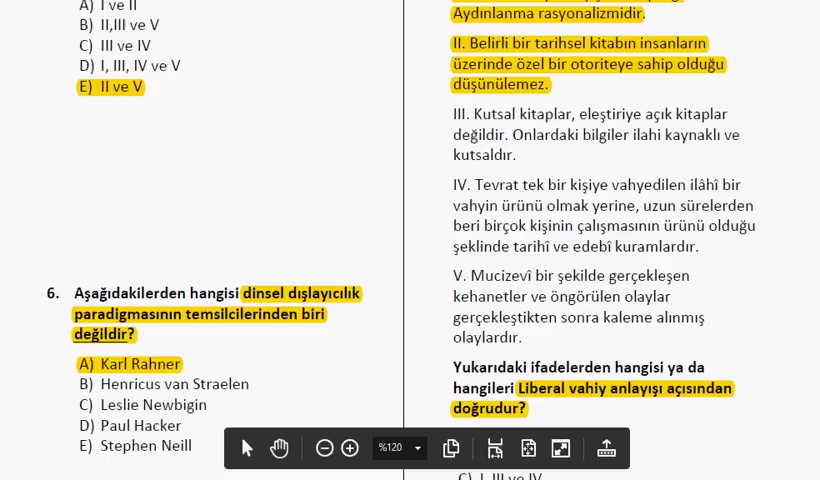 A) I ve II
B) II,III ve V
C) III ve IV
D) I, III, IV ve V
E) II ve V
6. Aşağıdakilerden hangisi dinsel dışlayıcılık
paradigmasının temsilcilerinden biri
değildir?
A) Karl Rahner
B) Henricus van Straelen
C) Leslie Newbigin
D) Paul Hacker
E) Stephen Neill
Aydınlanma rasyonalizmidir.
II. Belirli bir tarihsel kitabın insanların
üzerinde özel bir otoriteye sahip olduğu
düşünülemez.
III. Kutsal kitaplar, eleştiriye açık kitaplar
değildir. Onlardaki bilgiler ilahi kaynaklı ve
kutsaldır.
IV. Tevrat tek bir kişiye vahyedilen ilâhî bir
vahyin ürünü olmak yerine, uzun sürelerden
beri birçok kişinin çalışmasının ürünü olduğu
şeklinde tarihî ve edebî kuramlardır.
V. Mucizevî bir şekilde gerçekleşen
kehanetler ve öngörülen olaylar
gerçekleştikten sonra kaleme alınmış
olaylardır.
Yukarıdaki ifadelerden hangisi ya da
hangileri Liberal vahiy anlayışı açısından
doğrudur?
C) I, III ve IV
%120